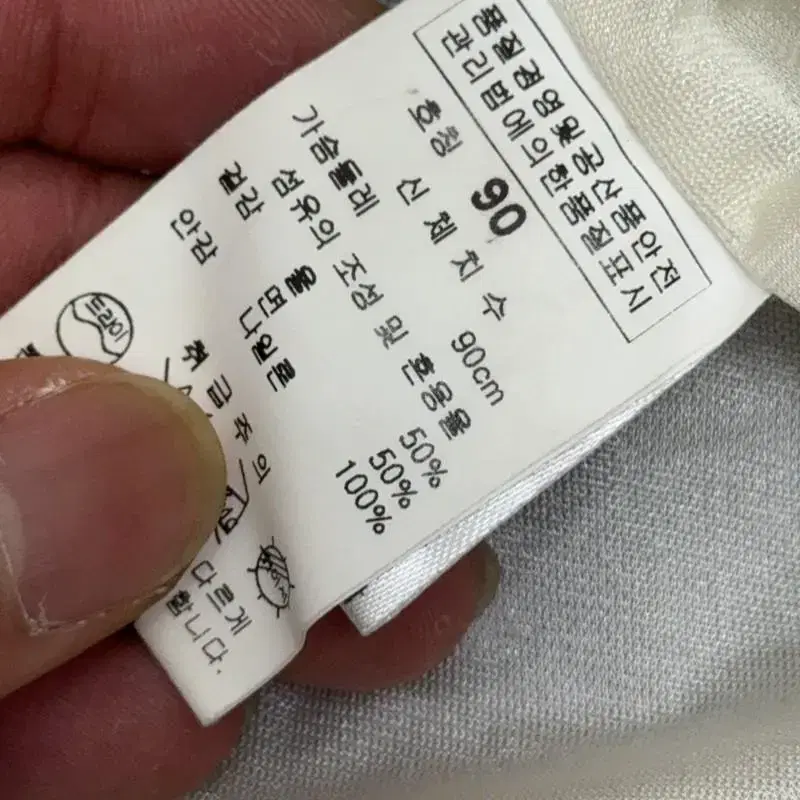 품질경영및공산품안전
관리법에의한품질표시
호칭 90
신체치수
가슴둘레 90cm
섬유의 조성 및 혼용율
겉감 울 50%
면 50%
안감 나일론 100%
취급주의
드라이
다르게
합니다.